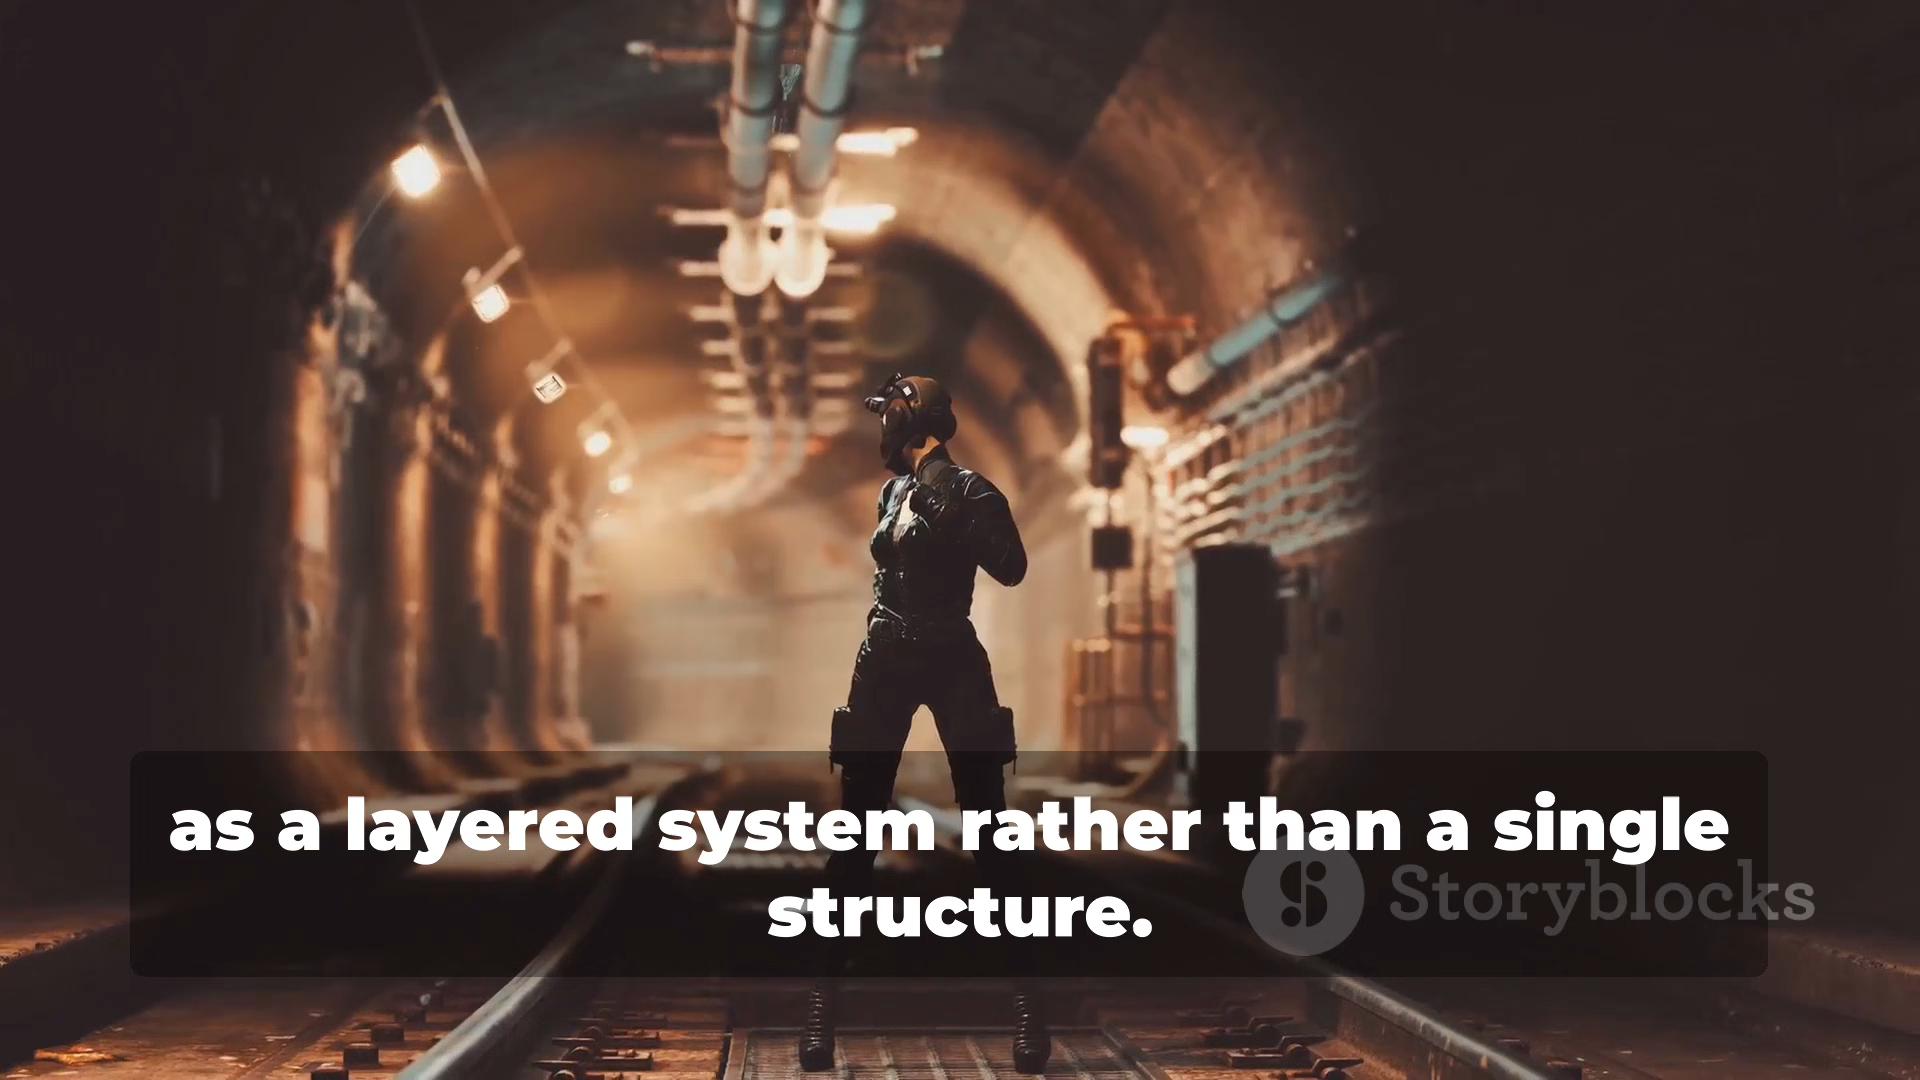 as a layered system rather than a single
structure.
Storyblocks